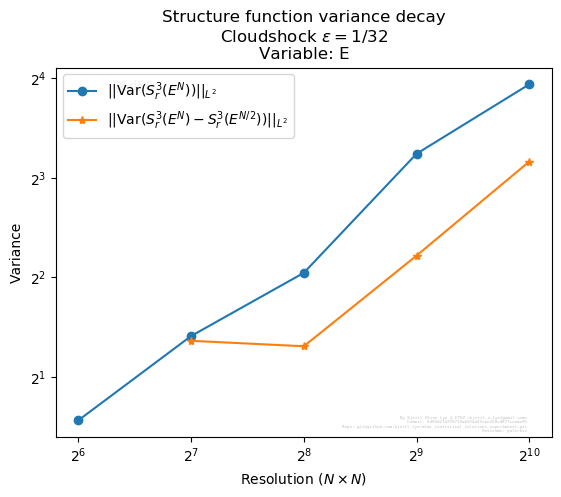 Structure function variance decay
Cloudshock ε = 1/32
Variable: E
||Var(S_r^3(E^N))||_{L^2}
||Var(S_r^3(E^N) − S_r^3(E^{N/2}))||_{L^2}
Variance
2^4
2^3
2^2
2^1
2^6 2^7 2^8 2^9 2^10
Resolution (N × N)